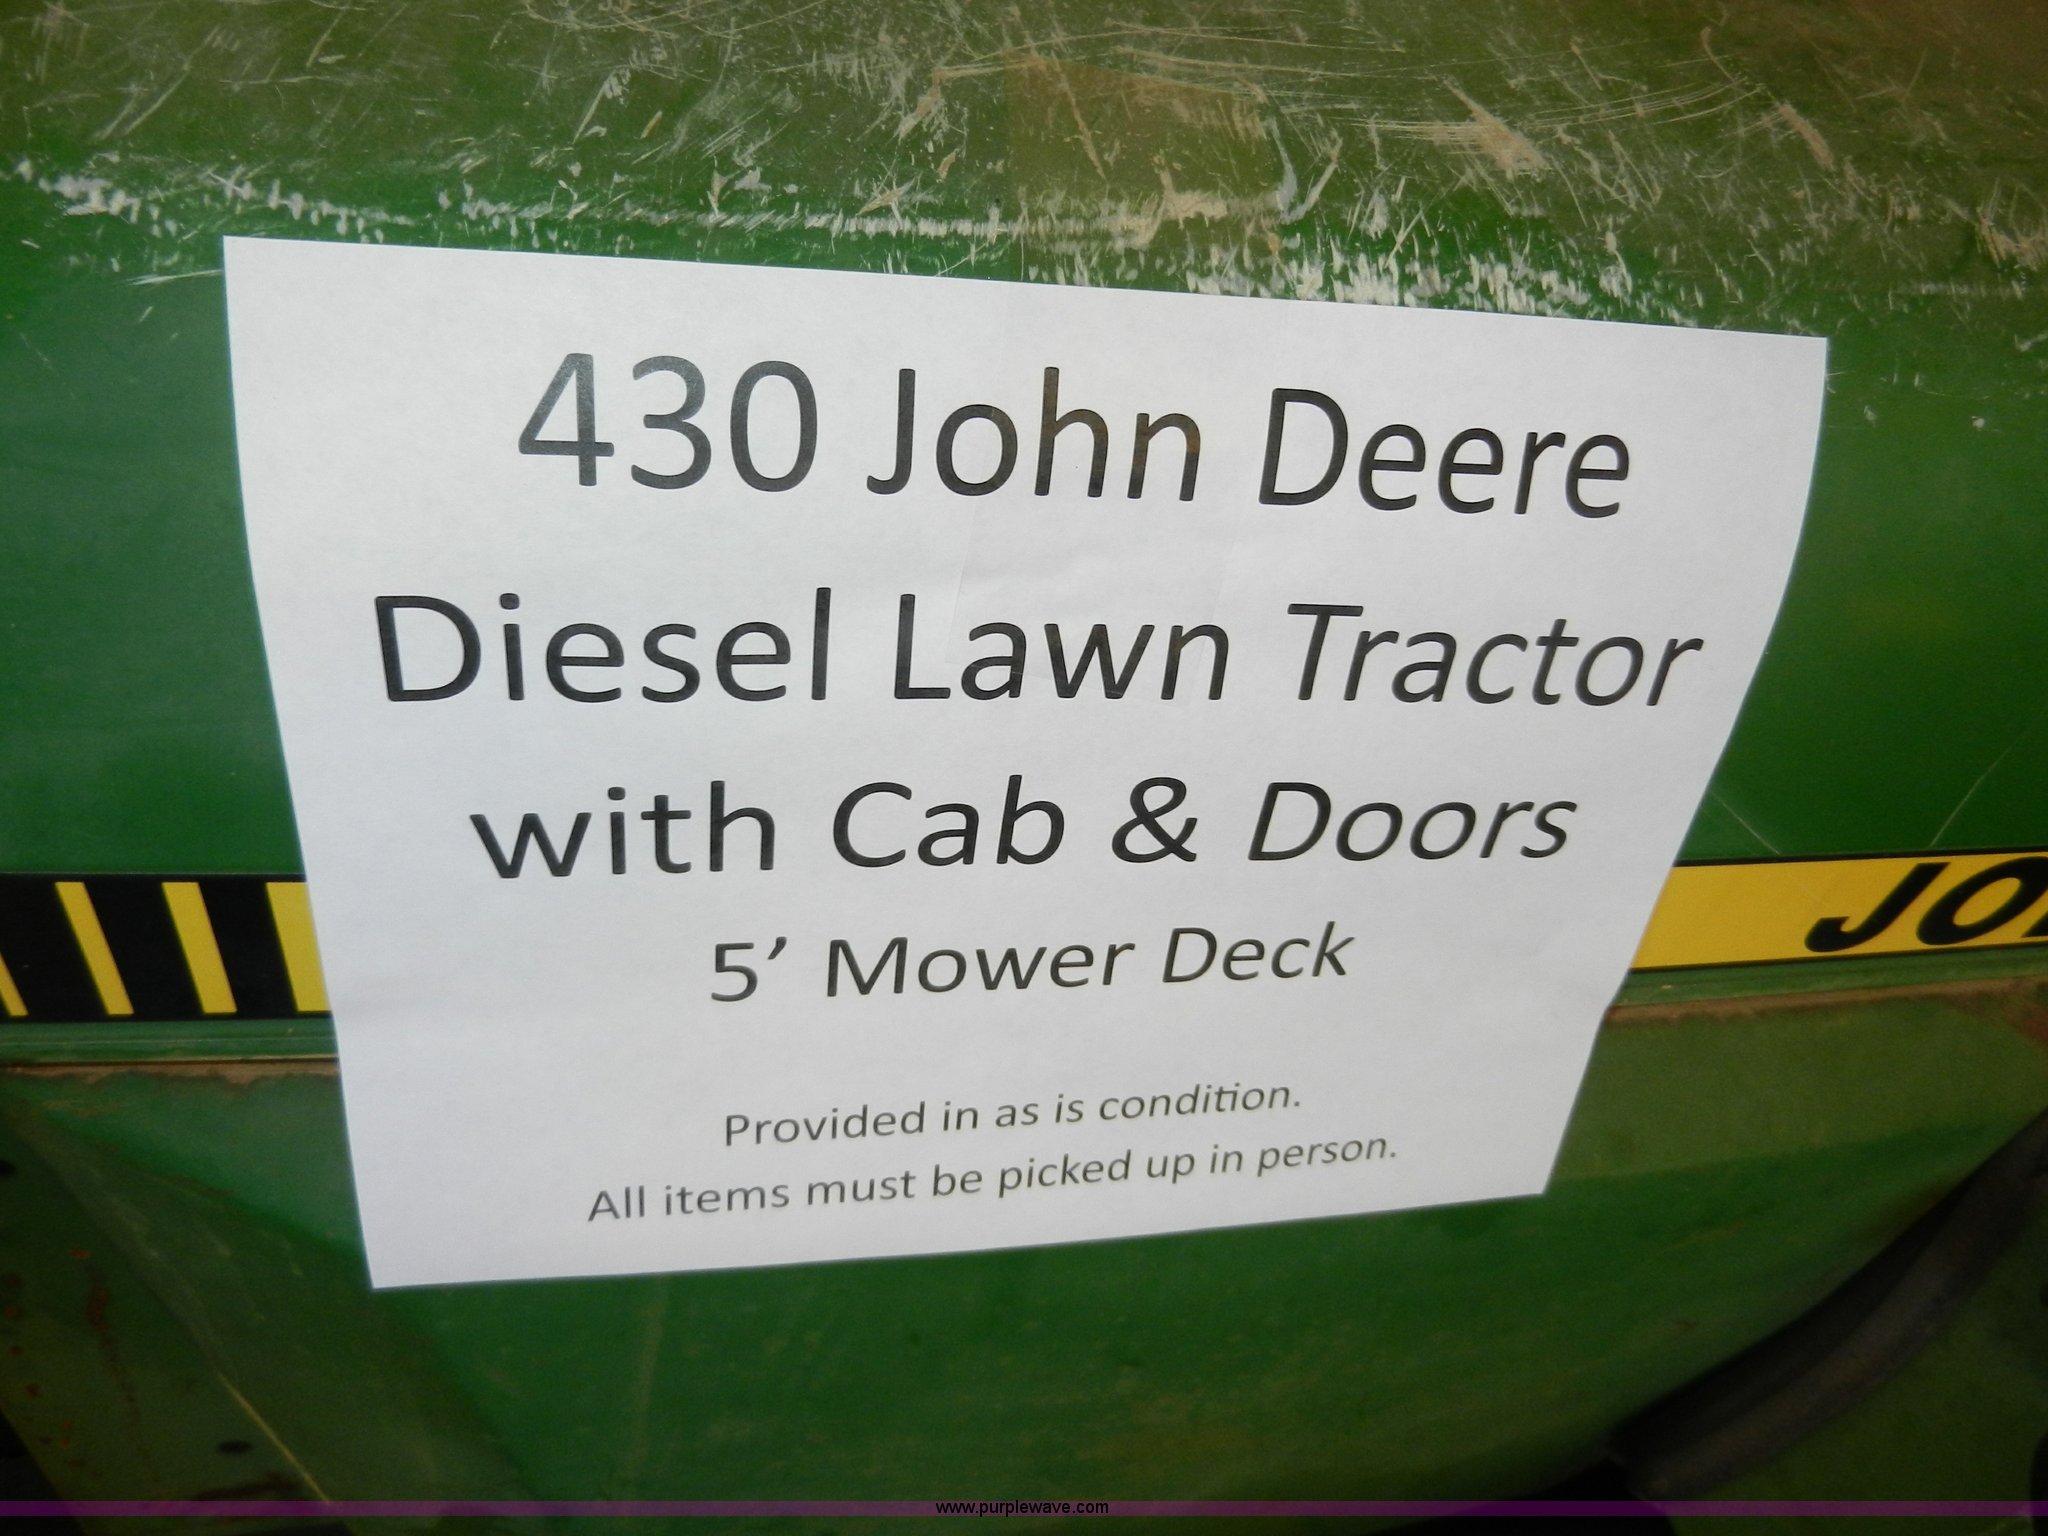 430 John Deere
Diesel Lawn Tractor
with Cab & Doors
5’ Mower Deck
Provided in as is condition.
All items must be picked up in person.
JO
www.purplewave.com